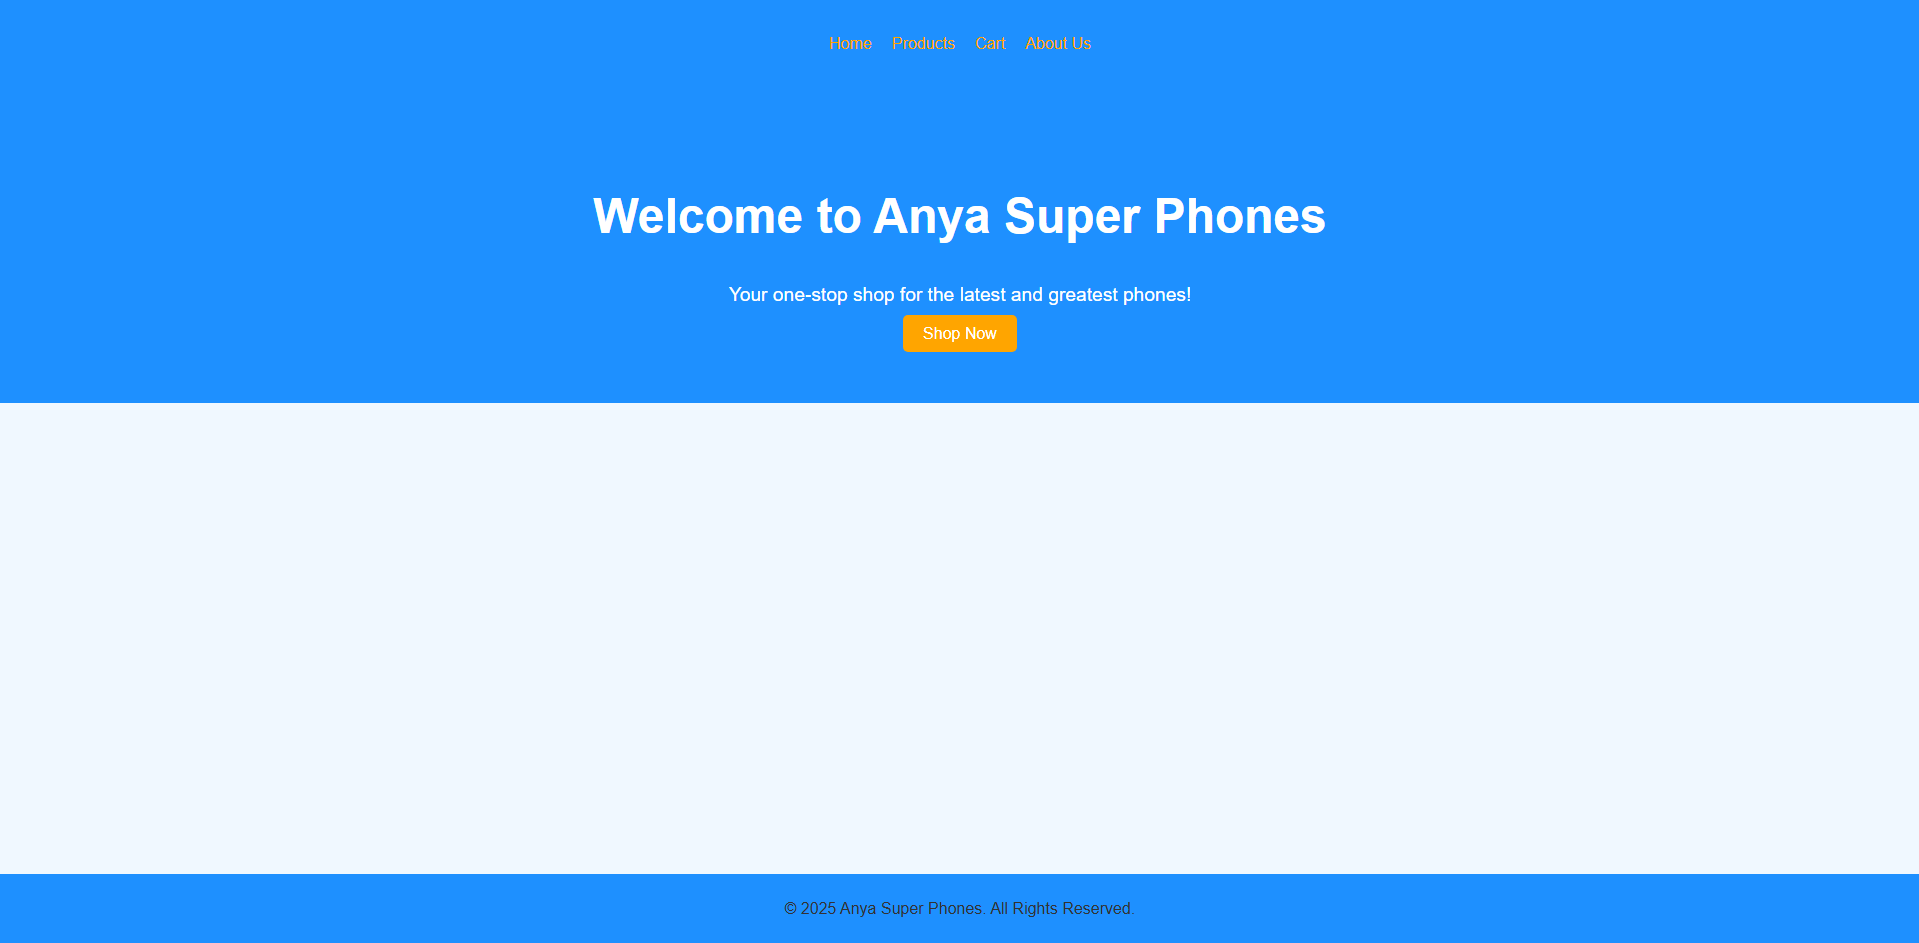 Home Products Cart About Us
Welcome to Anya Super Phones
Your one-stop shop for the latest and greatest phones!
Shop Now
© 2025 Anya Super Phones. All Rights Reserved.